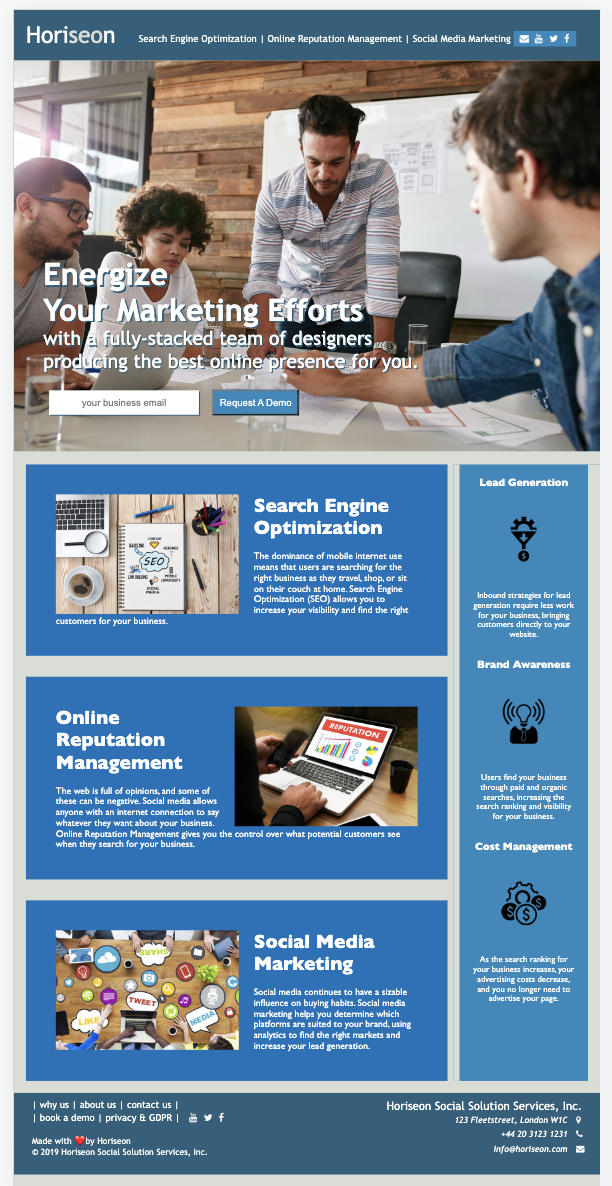 Horiseon
Search Engine Optimization | Online Reputation Management | Social Media Marketing
Energize
Your Marketing Efforts
with a fully-stacked team of designers
producing the best online presence for you.
your business email
Request A Demo
Search Engine
Optimization
The dominance of mobile internet use
means that users are searching for the
right business as they travel, shop, or sit
on their couch at home. Search Engine
Optimization (SEO) allows you to
increase your visibility and find the right
customers for your business.
CONTENT
BACKLINK
KEYWORDS
SEO
LINK BUILDING
SOCIAL
MEDIA
Online
Reputation
Management
The web is full of opinions, and some of
these can be negative. Social media allows
anyone with an internet connection to say
whatever they want about your business.
Online Reputation Management gives you the control over what potential customers see
when they search for your business.
REPUTATION
Social Media
Marketing
Social media continues to have a sizable
influence on buying habits. Social media
marketing helps you determine which
platforms are suited to your brand, using
analytics to find the right markets and
increase your lead generation.
SHARE
TWEET
LIKE
MEDIA
Lead Generation
$
Inbound strategies for lead
generation require less work
for your business, bringing
customers directly to your
website.
Brand Awareness
Users find your business
through paid and organic
searches, increasing the
search ranking and visibility
for your business.
Cost Management
$ $ $
As the search ranking for
your business increases, your
advertising costs decrease,
and you no longer need to
advertise your page.
| why us | about us | contact us |
| book a demo | privacy & GDPR |
Made with ❤️by Horiseon
© 2019 Horiseon Social Solution Services, Inc.
Horiseon Social Solution Services, Inc.
123 Fleetstreet, London W1C
+44 20 3123 1231
info@horiseon.com